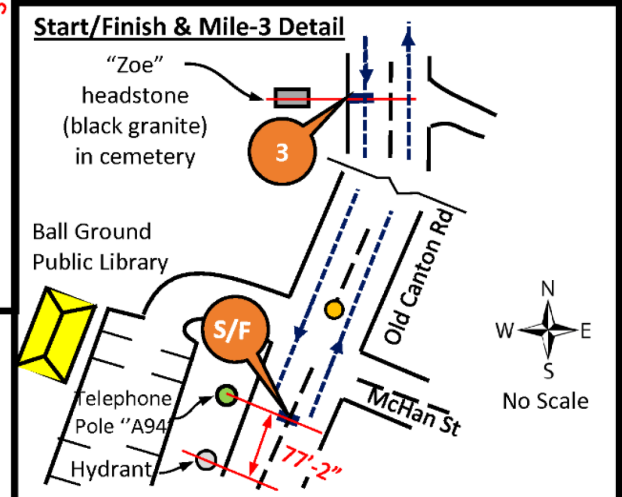 Start/Finish & Mile-3 Detail
“Zoe”
headstone
(black granite)
in cemetery
3
Ball Ground
Public Library
Old Canton Rd
S/F
N
W
E
S
No Scale
McHan St
Telephone
Pole “A94
Hydrant
77'-2"